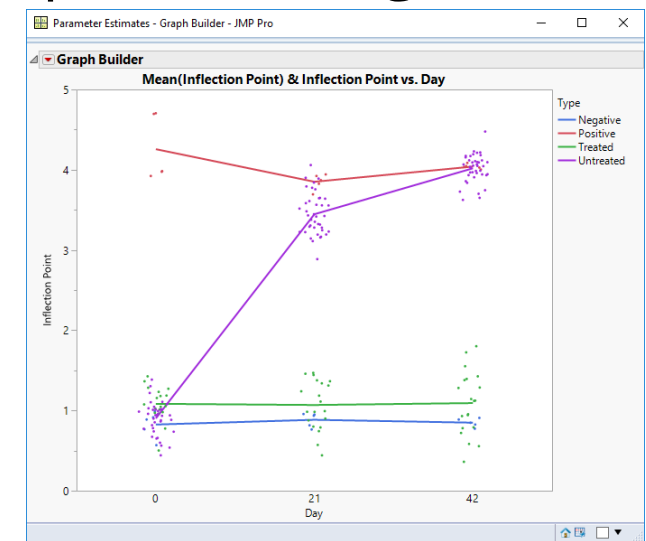 Parameter Estimates - Graph Builder - JMP Pro
Graph Builder
Mean(Inflection Point) & Inflection Point vs. Day
5
4
3
2
1
0
Inflection Point
0 21 42
Day
Type
Negative
Positive
Treated
Untreated